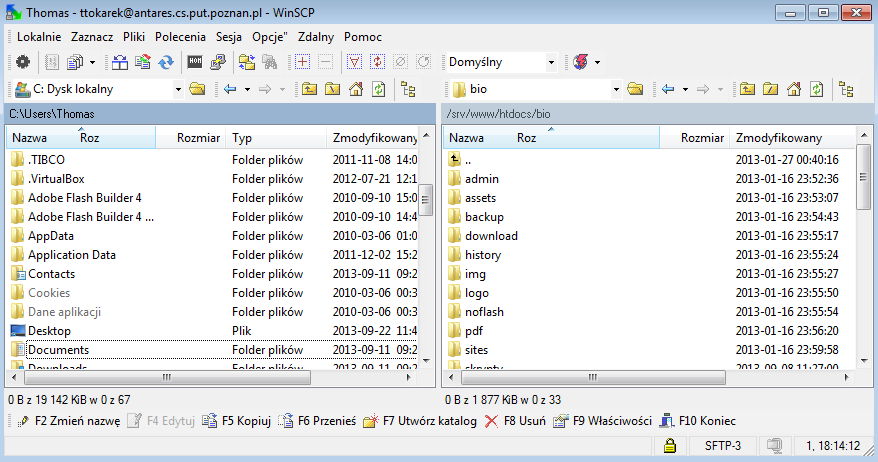 Thomas - ttokarek@antares.cs.put.poznan.pl - WinSCP
Lokalnie Zaznacz Pliki Polecenia Sesja Opcje" Zdalny Pomoc
Domyślny
C: Dysk lokalny bio
C:\Users\Thomas /srv/www/htdocs/bio
Nazwa Roz Rozmiar Typ Zmodyfikowany Nazwa Roz Rozmiar Zmodyfikowany
.TIBCO Folder plików 2011-11-08 14:0 .. 2013-01-27 00:40:16
.VirtualBox Folder plików 2012-07-21 12:1 admin 2013-01-16 23:52:36
Adobe Flash Builder 4 Folder plików 2010-09-10 15:0 assets 2013-01-16 23:53:07
Adobe Flash Builder 4 ... Folder plików 2010-09-10 14:4 backup 2013-01-16 23:54:43
AppData Folder plików 2010-03-06 01:0 download 2013-01-16 23:55:17
Application Data Folder plików 2011-12-02 15:2 history 2013-01-16 23:55:24
Contacts Folder plików 2013-09-11 09:2 img 2013-01-16 23:55:27
Cookies Folder plików 2010-03-06 00:3 logo 2013-01-16 23:55:50
Dane aplikacji Folder plików 2010-03-06 00:3 noflash 2013-01-16 23:55:54
Desktop Plik 2013-09-22 11:4 pdf 2013-01-16 23:56:20
Documents Folder plików 2013-09-11 09:2 sites 2013-01-16 23:59:58
Downloads Folder plików 2013-09-11 09:2 skrypty 2013-09-08 11:27:00
0 B z 19 142 KiB w 0 z 67 0 B z 1 877 KiB w 0 z 33
F2 Zmień nazwę F4 Edytuj F5 Kopiuj F6 Przenieś F7 Utwórz katalog F8 Usuń F9 Właściwości F10 Koniec
SFTP-3 1, 18:14:12